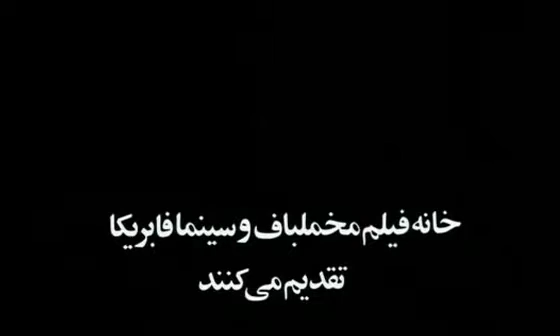 خانه فیلم مخملباف و سینما فابریکا
تقدیم می‌کنند